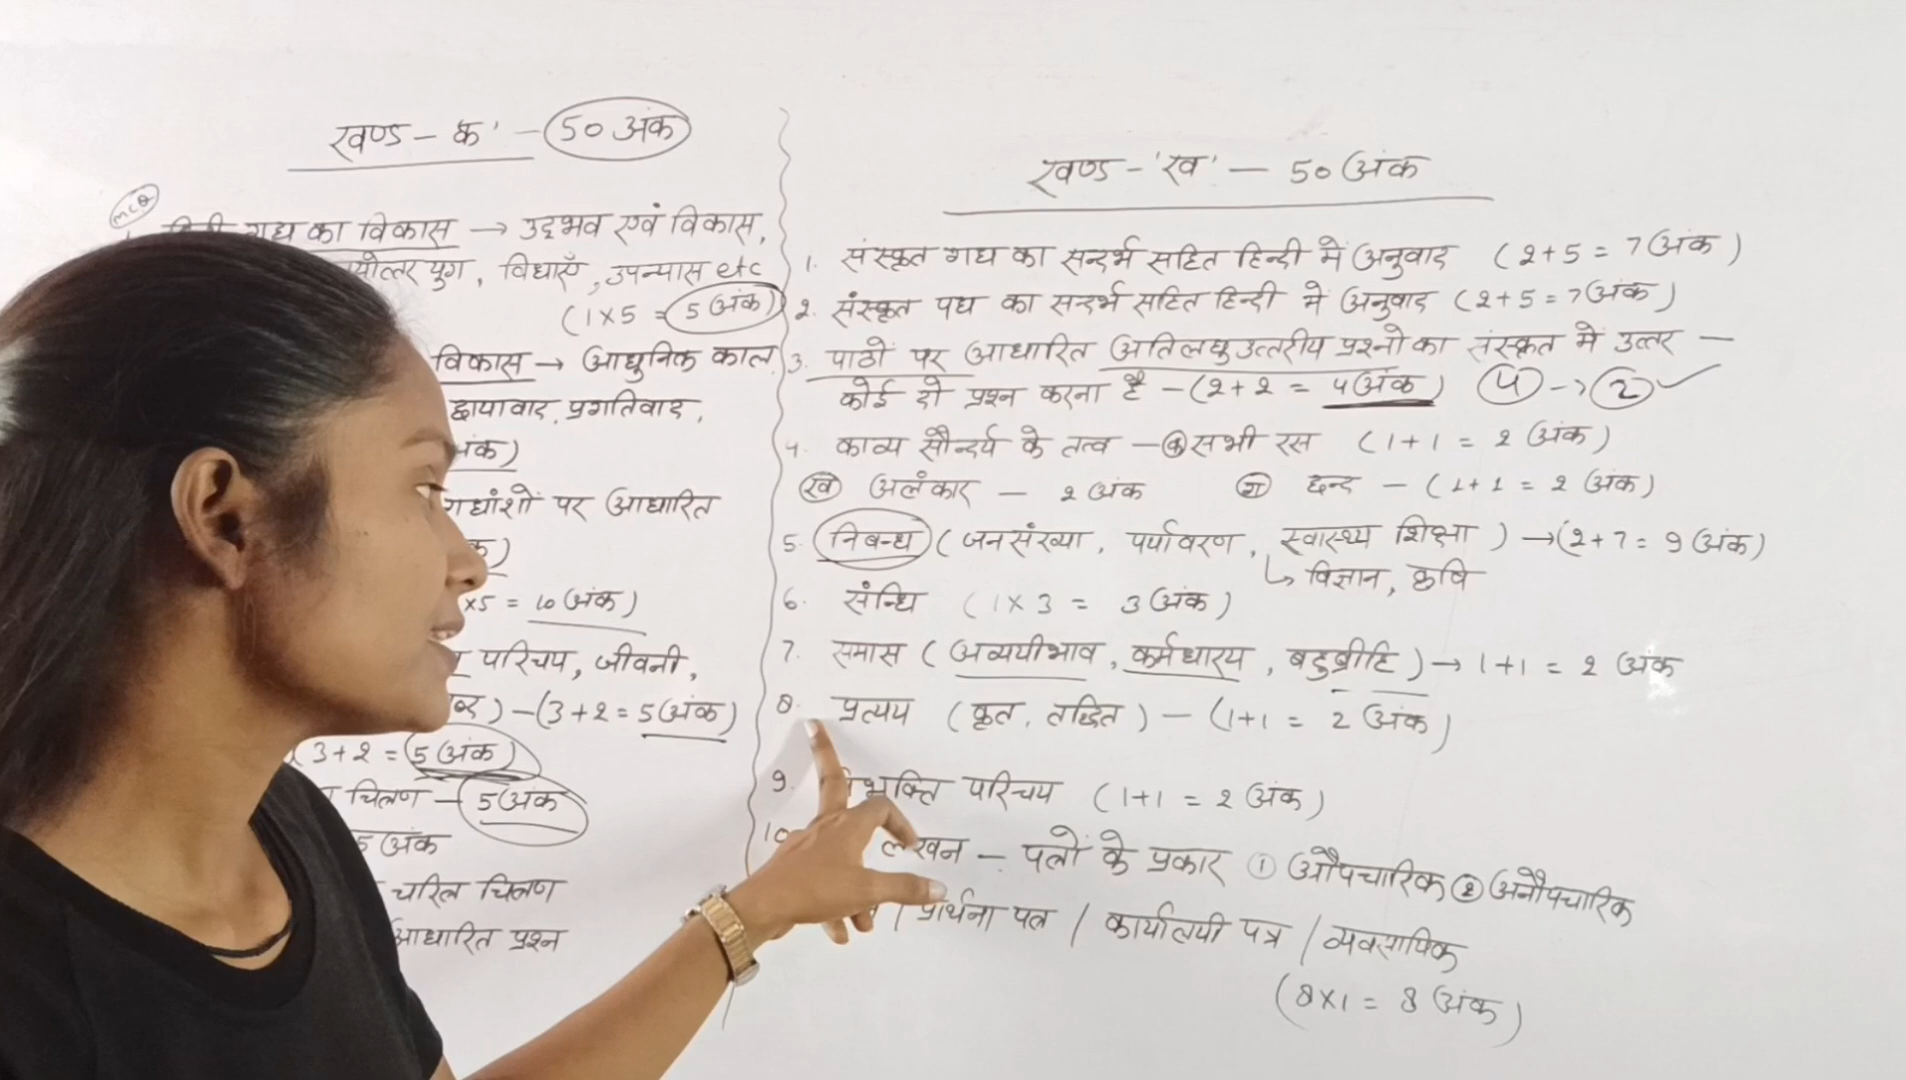 खण्ड - 'क' - 50 अंक
MCQ
गद्य का विकास → उद्भव एवं विकास,
युग, विधाएँ, उपन्यास etc
(1×5 = 5 अंक)
विकास → आधुनिक काल
छायावाद, प्रगतिवाद,
अंक)
गद्यांशों पर आधारित
×5 = 10 अंक)
परिचय, जीवनी,
- (3+2 = 5 अंक)
(3+2 = 5 अंक)
चित्रण - 5 अंक
5 अंक
चरित्र चित्रण
आधारित प्रश्न
खण्ड - 'ख' — 50 अंक
1. संस्कृत गद्य का सन्दर्भ सहित हिन्दी में अनुवाद (2+5 = 7 अंक)
2. संस्कृत पद्य का सन्दर्भ सहित हिन्दी में अनुवाद (2+5 = 7 अंक)
3. पाठों पर आधारित अतिलघु उत्तरीय प्रश्नो का संस्कृत में उत्तर —
कोई दो प्रश्न करना है - (2+2 = 4 अंक) 4 → 2 ✓
4. काव्य सौन्दर्य के तत्व — क सभी रस (1+1 = 2 अंक)
ख अलंकार — 2 अंक ग छन्द — (1+1 = 2 अंक)
5. निबन्ध (जनसंख्या, पर्यावरण, स्वास्थ्य शिक्षा) → (2+7 = 9 अंक)
↳ विज्ञान, कृषि
6. संन्धि (1×3 = 3 अंक)
7. समास (अव्ययीभाव, कर्मधारय, बहुब्रीहि) → 1+1 = 2 अंक
8. प्रत्यय (कृत, तद्धित) — (1+1 = 2 अंक)
9. विभक्ति परिचय (1+1 = 2 अंक)
10 लेखन — पत्रों के प्रकार ① औपचारिक ② अनौपचारिक
/ प्रार्थना पत्र / कार्यालयी पत्र / व्यवसायिक
(8×1 = 8 अंक)